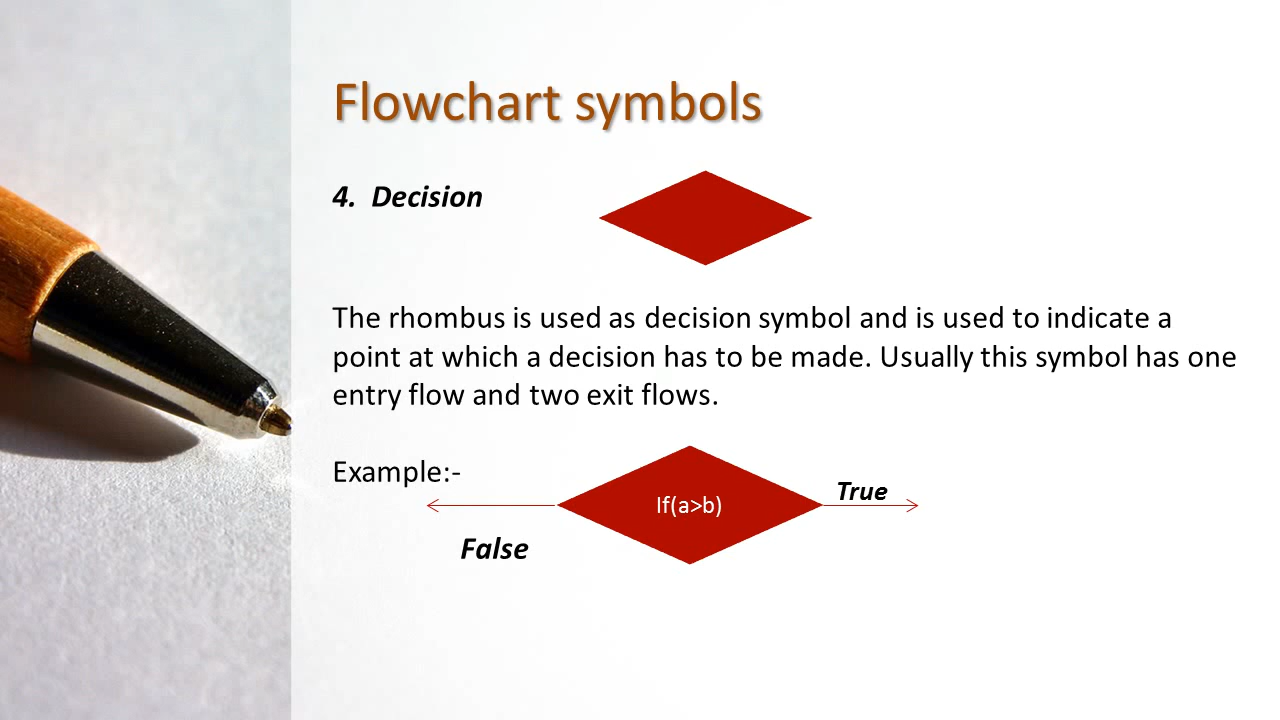 Flowchart symbols
4. Decision
The rhombus is used as decision symbol and is used to indicate a
point at which a decision has to be made. Usually this symbol has one
entry flow and two exit flows.
Example:-
True
If(a>b)
False